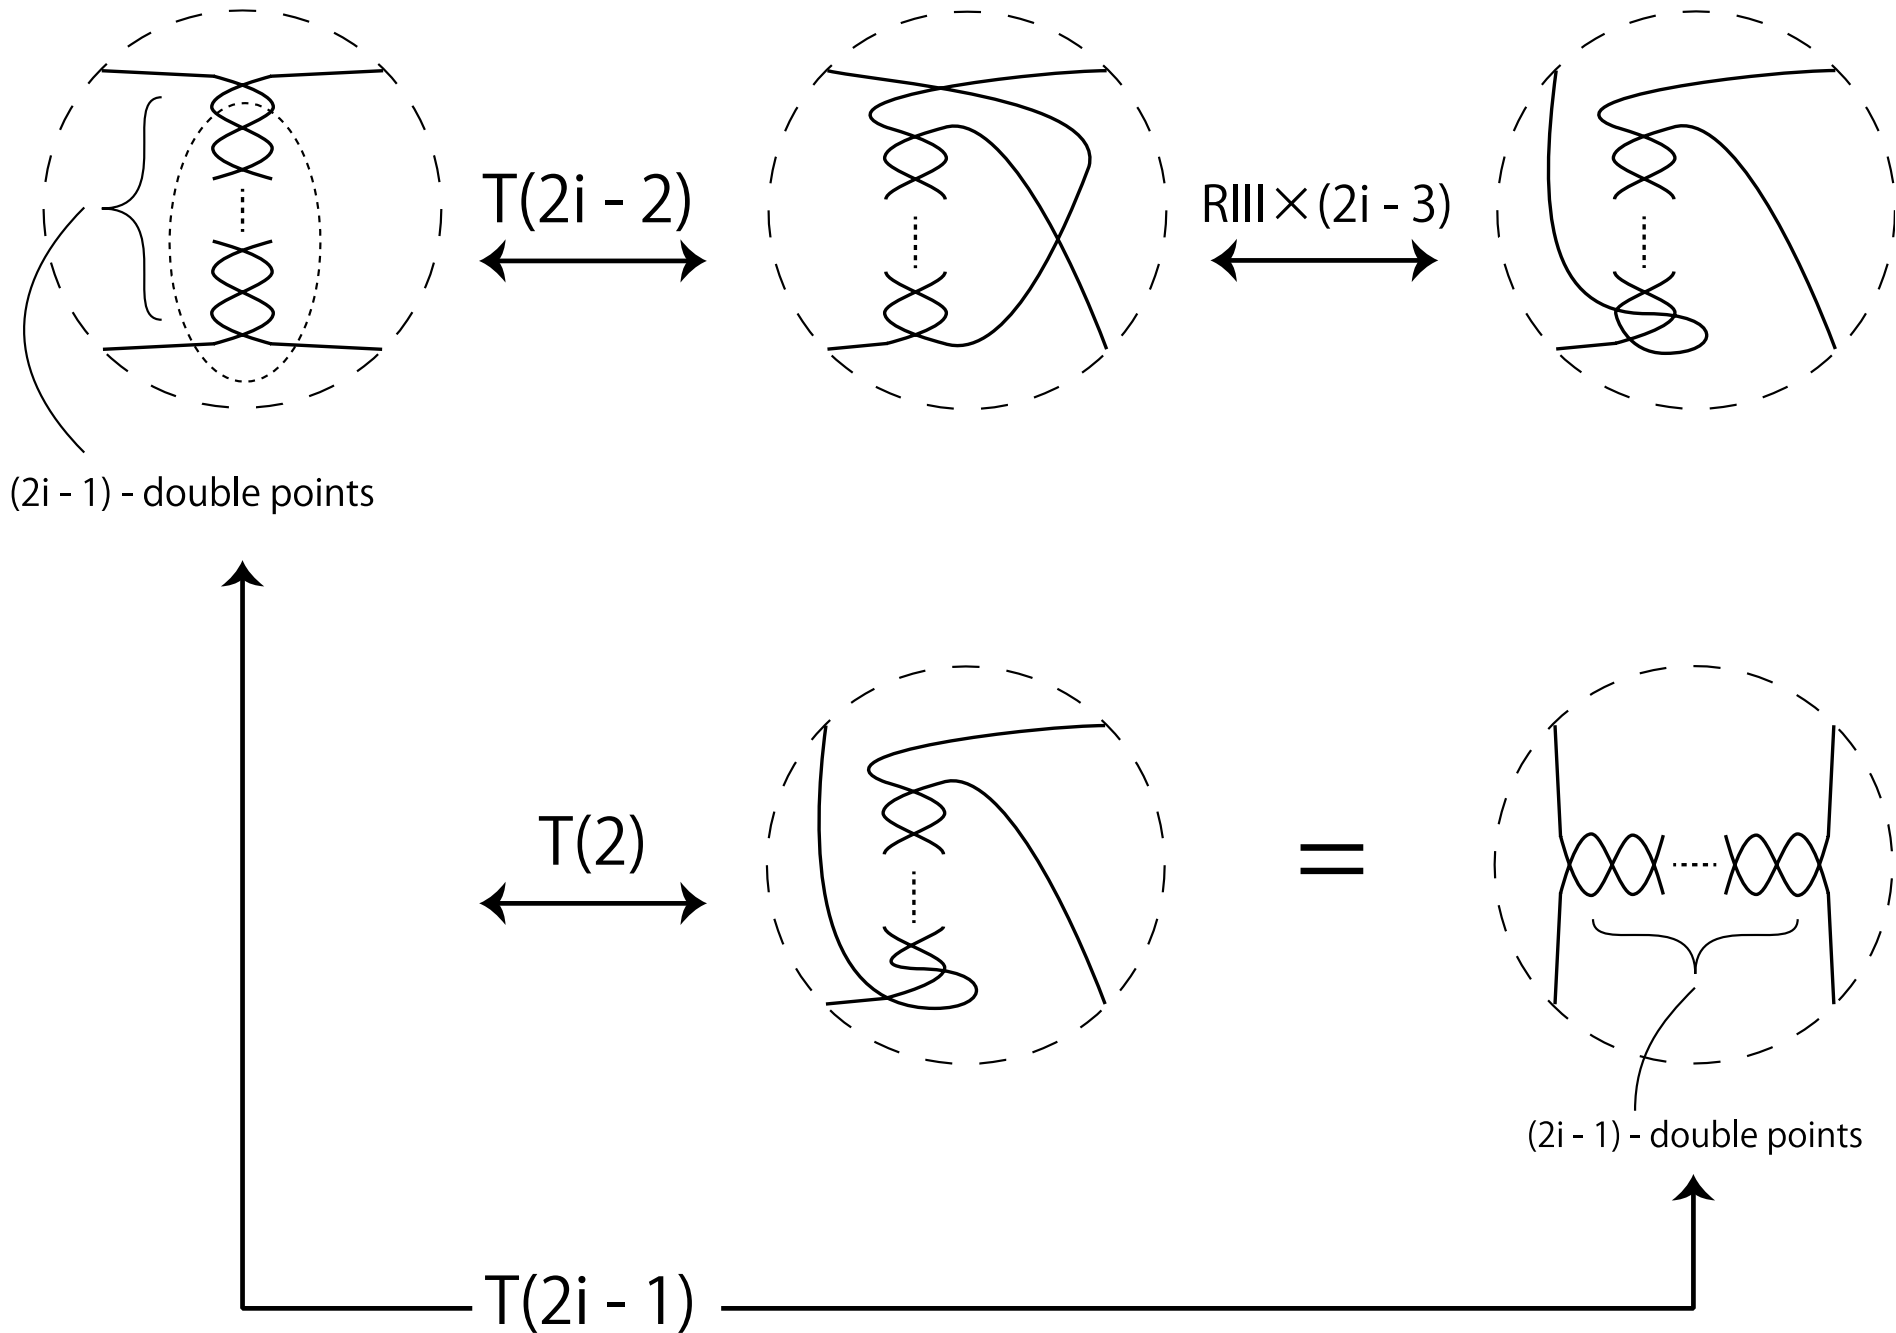 T(2i - 2)
RIII×(2i - 3)
(2i - 1) - double points
T(2)
=
(2i - 1) - double points
T(2i - 1)